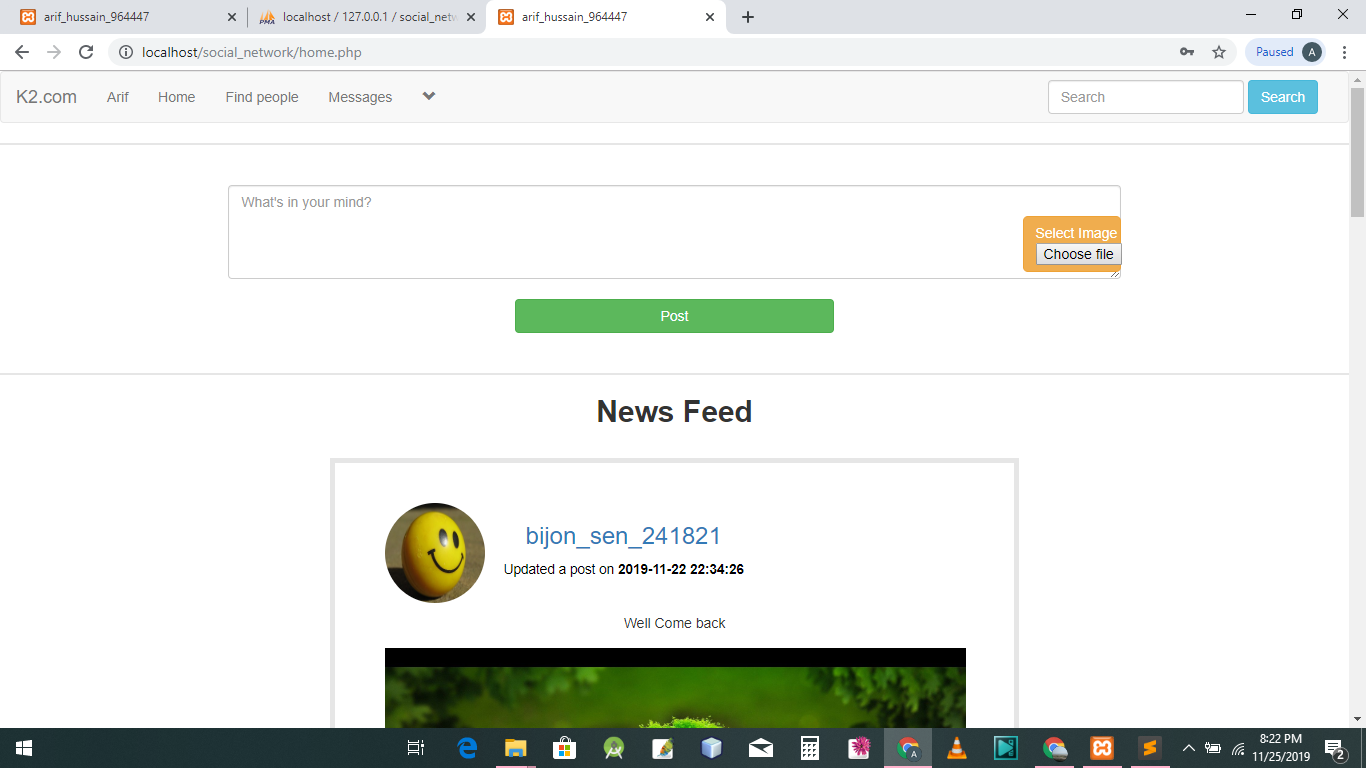 arif_hussain_964447
localhost / 127.0.0.1 / social_netw
arif_hussain_964447
localhost/social_network/home.php
Paused A
K2.com Arif Home Find people Messages Search Search
What's in your mind?
Select Image
Choose file
Post
News Feed
bijon_sen_241821
Updated a post on 2019-11-22 22:34:26
Well Come back
8:22 PM
11/25/2019
2